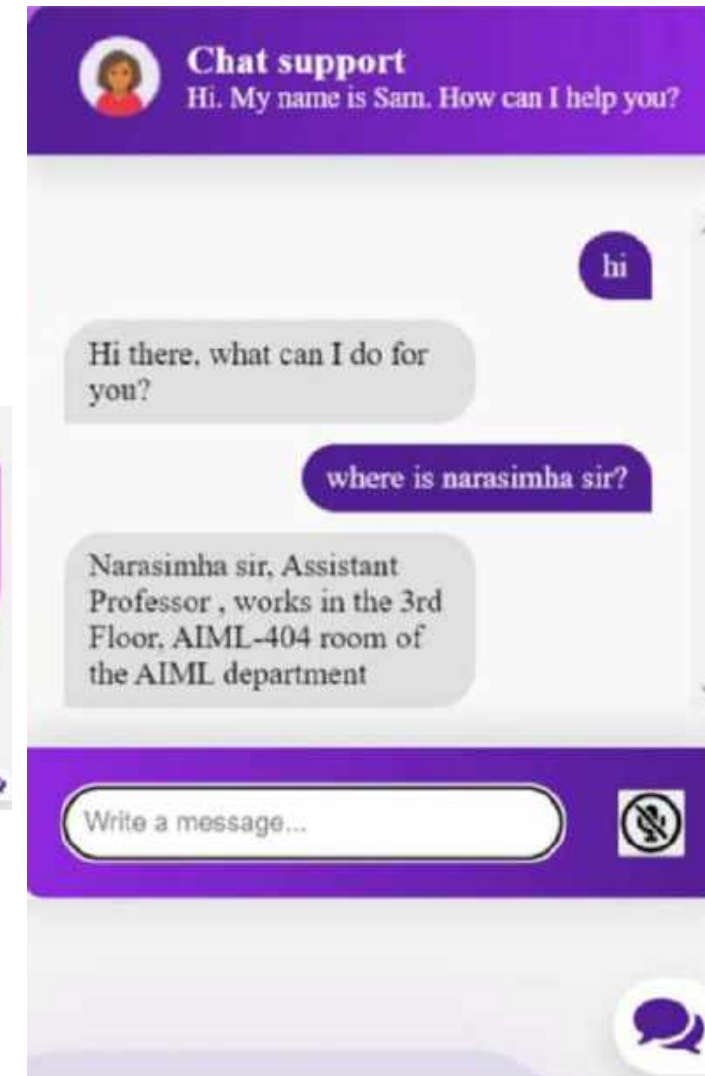 Chat support
Hi. My name is Sam. How can I help you?
hi
Hi there, what can I do for
you?
where is narasimha sir?
Narasimha sir, Assistant
Professor , works in the 3rd
Floor, AIML-404 room of
the AIML department
Write a message...